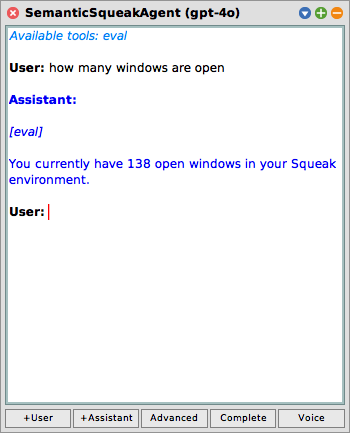 SemanticSqueakAgent (gpt-4o)
Available tools: eval
User: how many windows are open
Assistant:
[eval]
You currently have 138 open windows in your Squeak
environment.
User:
+User +Assistant Advanced Complete Voice